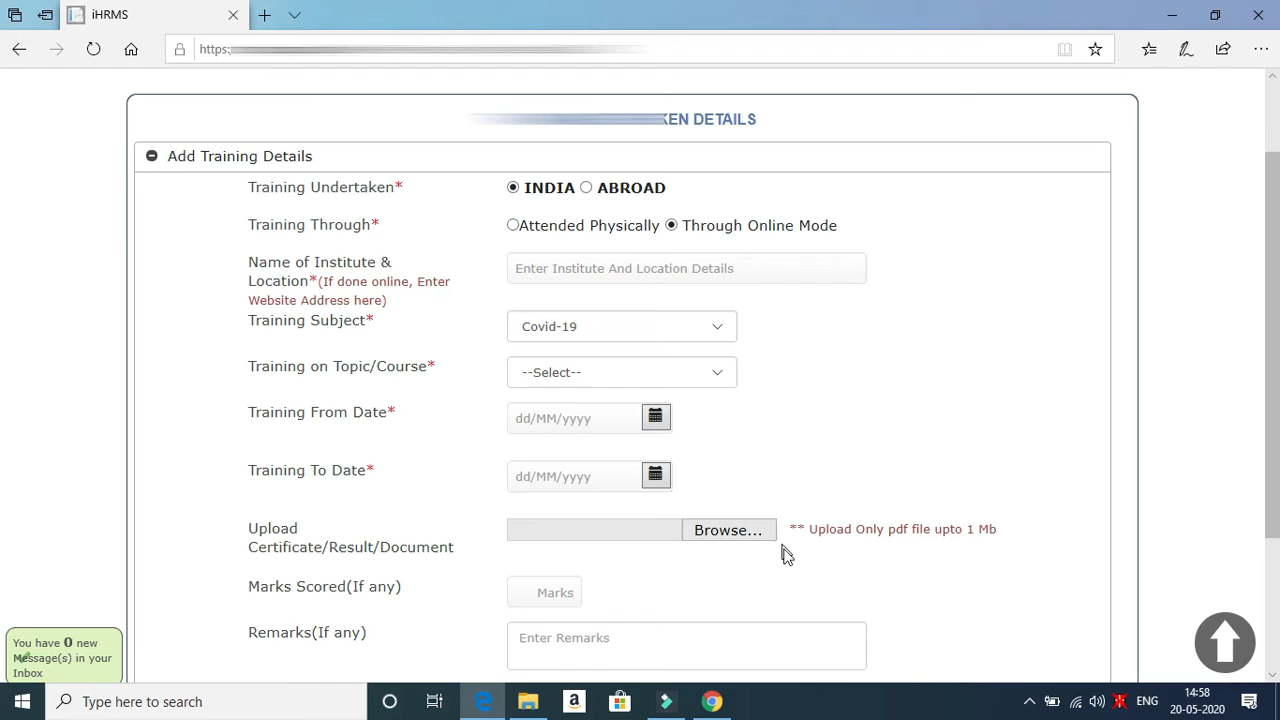 iHRMS
https:
KEN DETAILS
Add Training Details
Training Undertaken* INDIA ABROAD
Training Through* Attended Physically Through Online Mode
Name of Institute &
Location*(If done online, Enter
Website Address here)
Enter Institute And Location Details
Training Subject* Covid-19
Training on Topic/Course* --Select--
Training From Date* dd/MM/yyyy
Training To Date* dd/MM/yyyy
Upload
Certificate/Result/Document
Browse... ** Upload Only pdf file upto 1 Mb
Marks Scored(If any) Marks
Remarks(If any) Enter Remarks
You have 0 new
Message(s) in your
Inbox
Type here to search
ENG
14:58
20-05-2020